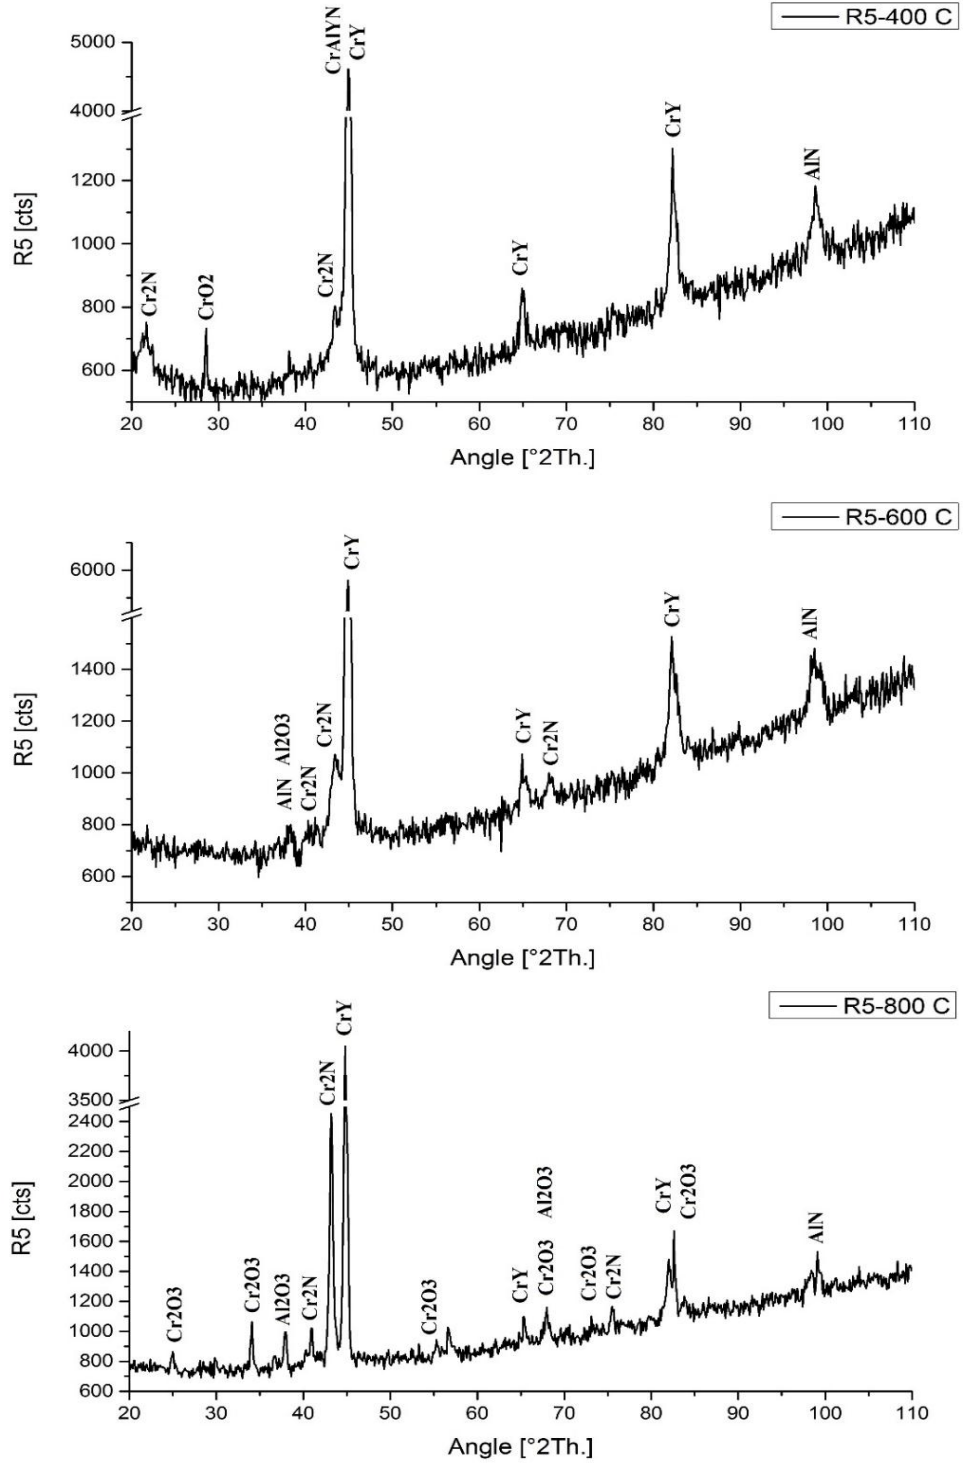 R5-400 C
CrAlYN
CrY
5000
4000
CrY
AlN
1200
R5 [cts]
1000
Cr2N
CrO2
Cr2N
CrY
800
600
20 30 40 50 60 70 80 90 100 110
Angle [°2Th.]
R5-600 C
CrY
6000
CrY
AlN
1400
R5 [cts]
1200
Al2O3
Cr2N
CrY
Cr2N
1000
AlN
Cr2N
800
600
20 30 40 50 60 70 80 90 100 110
Angle [°2Th.]
R5-800 C
CrY
4000
Cr2N
3500
2400
2200
2000
Al2O3
CrY
Cr2O3
1800
R5 [cts]
1600
AlN
1400
Cr2O3
Cr2O3
Cr2O3
Al2O3
Cr2N
Cr2O3
CrY
Cr2O3
Cr2N
1200
1000
800
600
20 30 40 50 60 70 80 90 100 110
Angle [°2Th.]